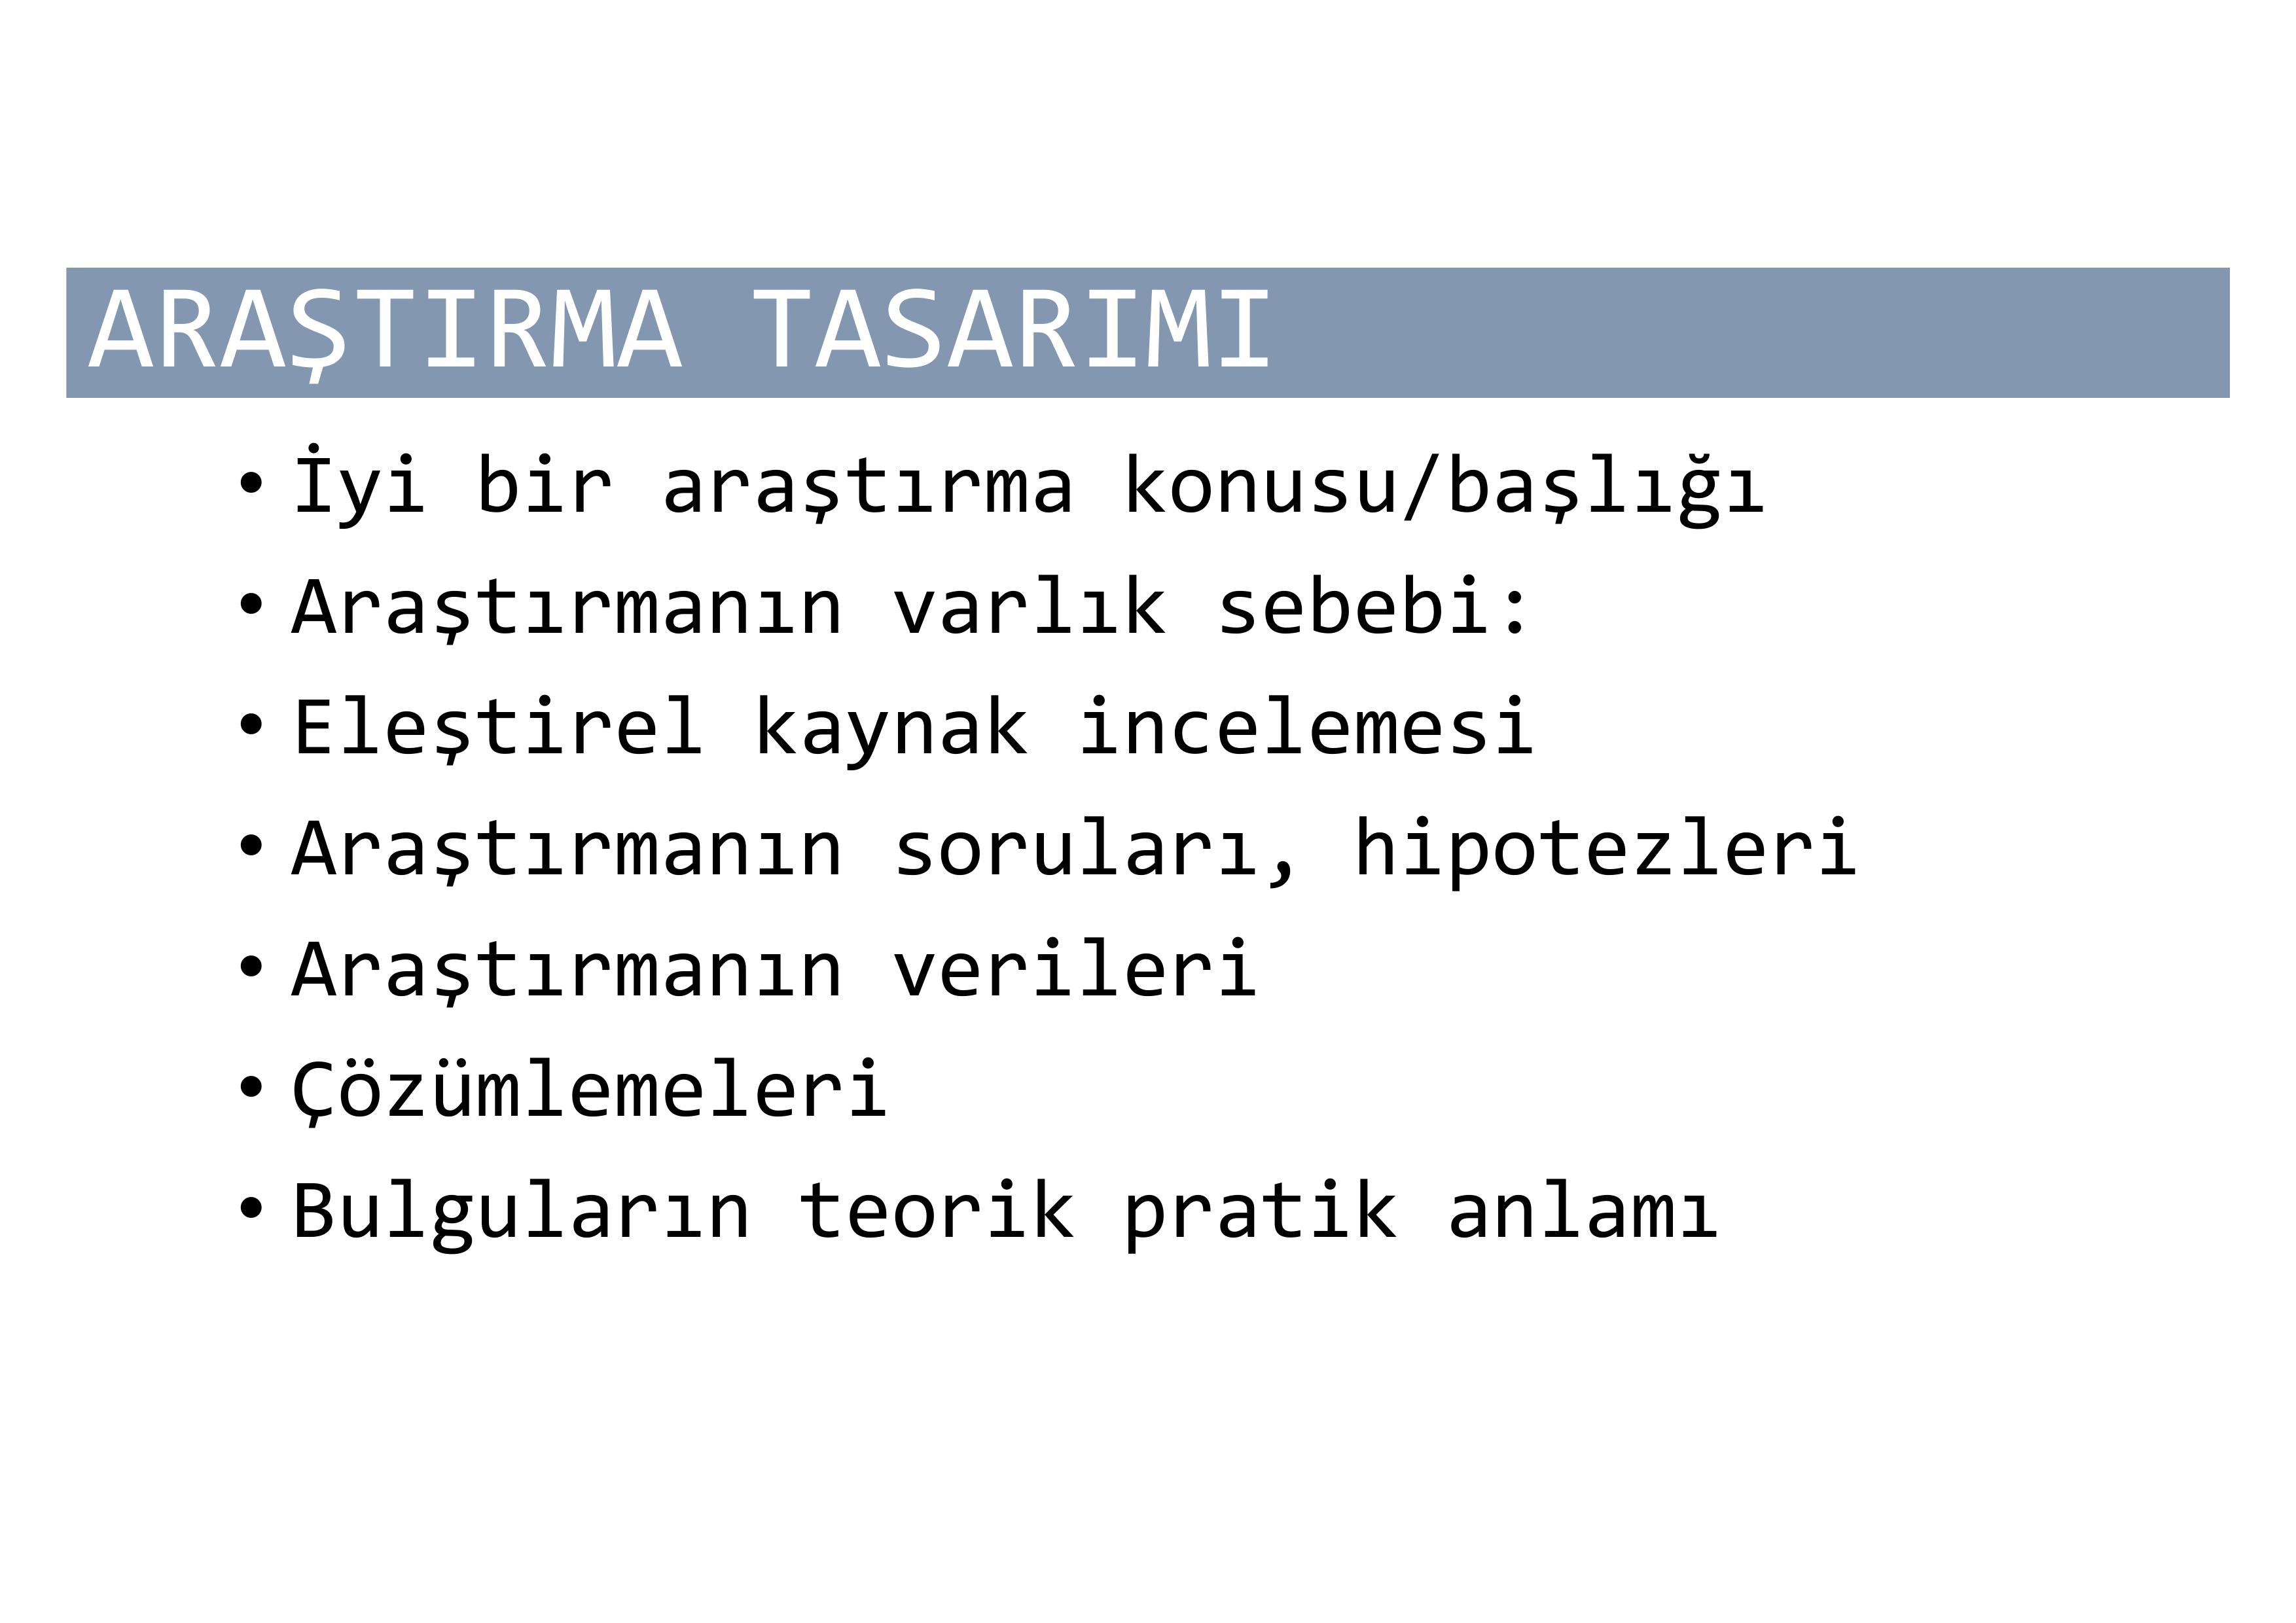 ARAŞTIRMA TASARIMI
• İyi bir araştırma konusu/başlığı
• Araştırmanın varlık sebebi:
• Eleştirel kaynak incelemesi
• Araştırmanın soruları, hipotezleri
• Araştırmanın verileri
• Çözümlemeleri
• Bulguların teorik pratik anlamı